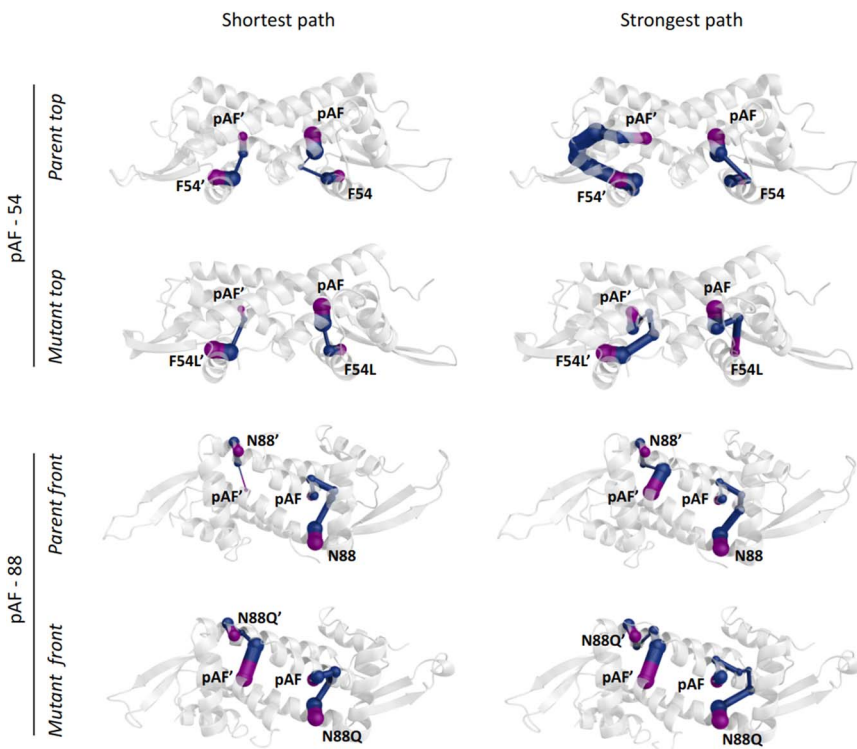 Shortest path
Strongest path
pAF - 54
Parent top
pAF’
pAF
F54’
F54
pAF’
pAF
F54’
F54
Mutant top
pAF’
pAF
F54L’
F54L
pAF’
pAF
F54L’
F54L
pAF - 88
Parent front
N88’
pAF’
pAF
N88
N88’
pAF’
pAF
N88
Mutant front
N88Q’
pAF’
pAF
N88Q
N88Q’
pAF’
pAF
N88Q